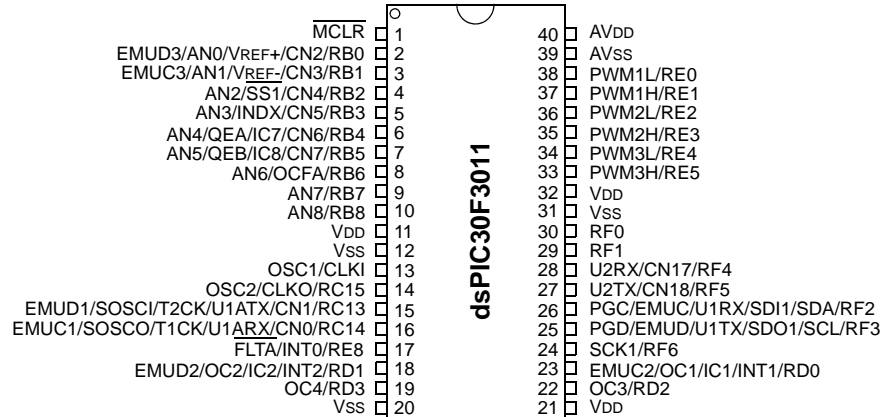 MCLR 1
EMUD3/AN0/VREF+/CN2/RB0 2
EMUC3/AN1/VREF-/CN3/RB1 3
AN2/SS1/CN4/RB2 4
AN3/INDX/CN5/RB3 5
AN4/QEA/IC7/CN6/RB4 6
AN5/QEB/IC8/CN7/RB5 7
AN6/OCFA/RB6 8
AN7/RB7 9
AN8/RB8 10
VDD 11
VSS 12
OSC1/CLKI 13
OSC2/CLKO/RC15 14
EMUD1/SOSCI/T2CK/U1ATX/CN1/RC13 15
EMUC1/SOSCO/T1CK/U1ARX/CN0/RC14 16
FLTA/INT0/RE8 17
EMUD2/OC2/IC2/INT2/RD1 18
OC4/RD3 19
VSS 20
dsPIC30F3011
40 AVDD
39 AVSS
38 PWM1L/RE0
37 PWM1H/RE1
36 PWM2L/RE2
35 PWM2H/RE3
34 PWM3L/RE4
33 PWM3H/RE5
32 VDD
31 VSS
30 RF0
29 RF1
28 U2RX/CN17/RF4
27 U2TX/CN18/RF5
26 PGC/EMUC/U1RX/SDI1/SDA/RF2
25 PGD/EMUD/U1TX/SDO1/SCL/RF3
24 SCK1/RF6
23 EMUC2/OC1/IC1/INT1/RD0
22 OC3/RD2
21 VDD